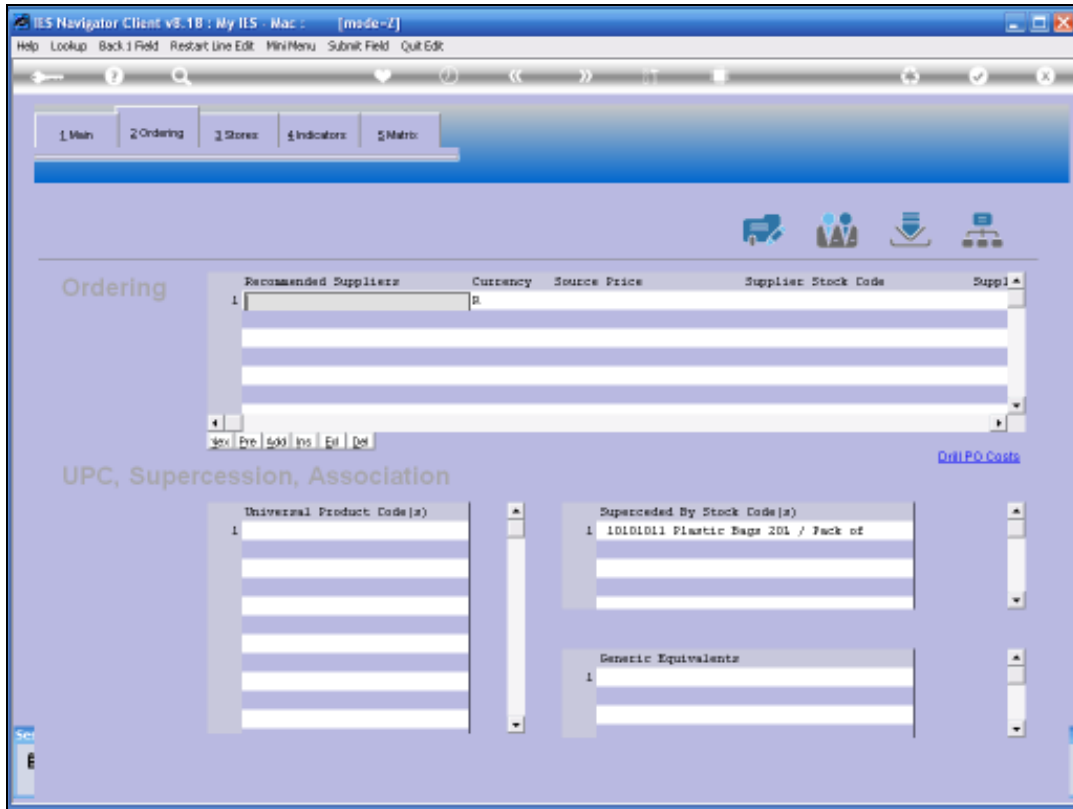 IES Navigator Client v8.1B : My IES - Mac : [mode=Z]
Help Lookup Back 1 Field Restart Line Edit MiniMenu Submit Field Quit Edit
1 Main 2 Ordering 3 Stores 4 Indicators 5 Matrix
Ordering
Recommended Suppliers Currency Source Price Supplier Stock Code Suppl
1 R
Nex Pre Add Ins Del
Drill PO Costs
UPC, Supercession, Association
Universal Product Code(s)
1
Superceded By Stock Code(s)
1 10101011 Plastic Bags 20L / Pack of
Generic Equivalents
1